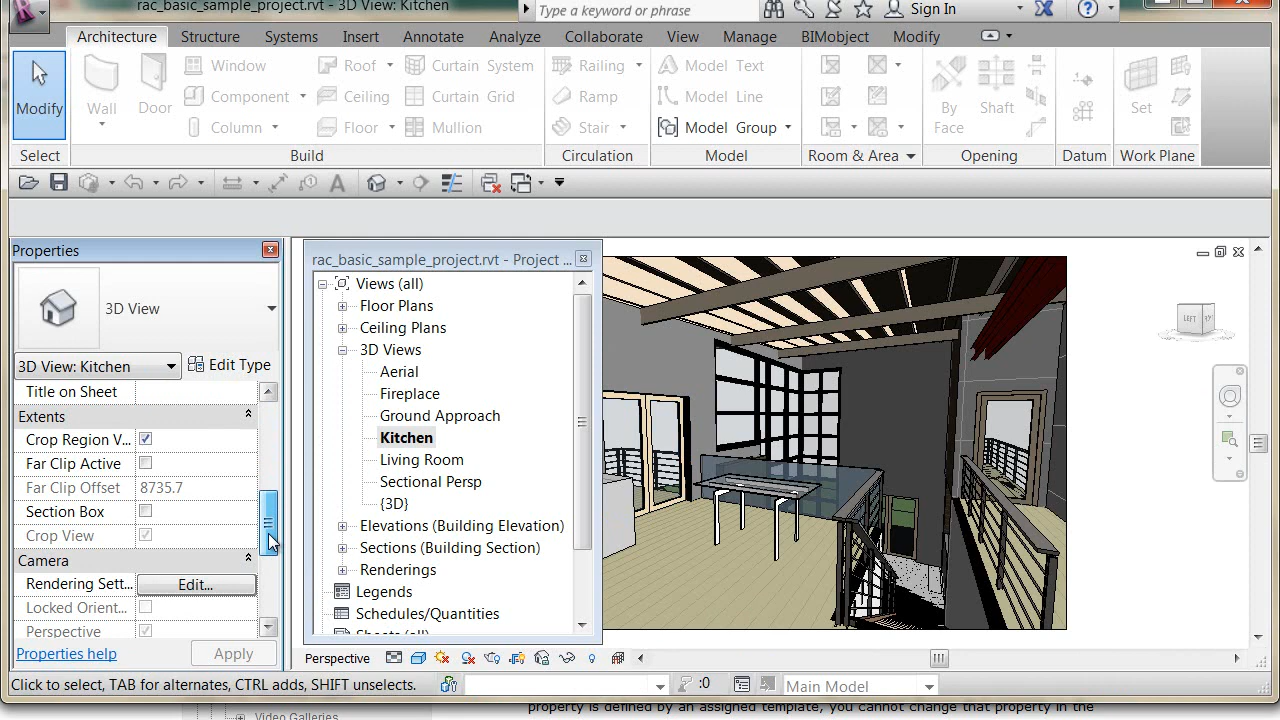 rac_basic_sample_project.rvt - 3D View: Kitchen
Type a keyword or phrase
Sign In
Architecture Structure Systems Insert Annotate Analyze Collaborate View Manage BIMobject Modify
Modify
Wall
Door
Window
Component
Column
Roof
Ceiling
Floor
Curtain System
Curtain Grid
Mullion
Railing
Ramp
Stair
Model Text
Model Line
Model Group
By Face
Shaft
Set
Select
Build
Circulation
Model
Room & Area
Opening
Datum
Work Plane
Properties
3D View
3D View: Kitchen
Edit Type
Title on Sheet
Extents
Crop Region V...
Far Clip Active
Far Clip Offset 8735.7
Section Box
Crop View
Camera
Rendering Sett... Edit...
Locked Orient...
Perspective
Properties help
Apply
rac_basic_sample_project.rvt - Project ...
Views (all)
Floor Plans
Ceiling Plans
3D Views
Aerial
Fireplace
Ground Approach
Kitchen
Living Room
Sectional Persp
{3D}
Elevations (Building Elevation)
Sections (Building Section)
Renderings
Legends
Schedules/Quantities
Sheets (all)
LEFT
Perspective
Click to select, TAB for alternates, CTRL adds, SHIFT unselects.
:0
Main Model
Video Galleries
property is defined by an assigned template, you cannot change that property in the